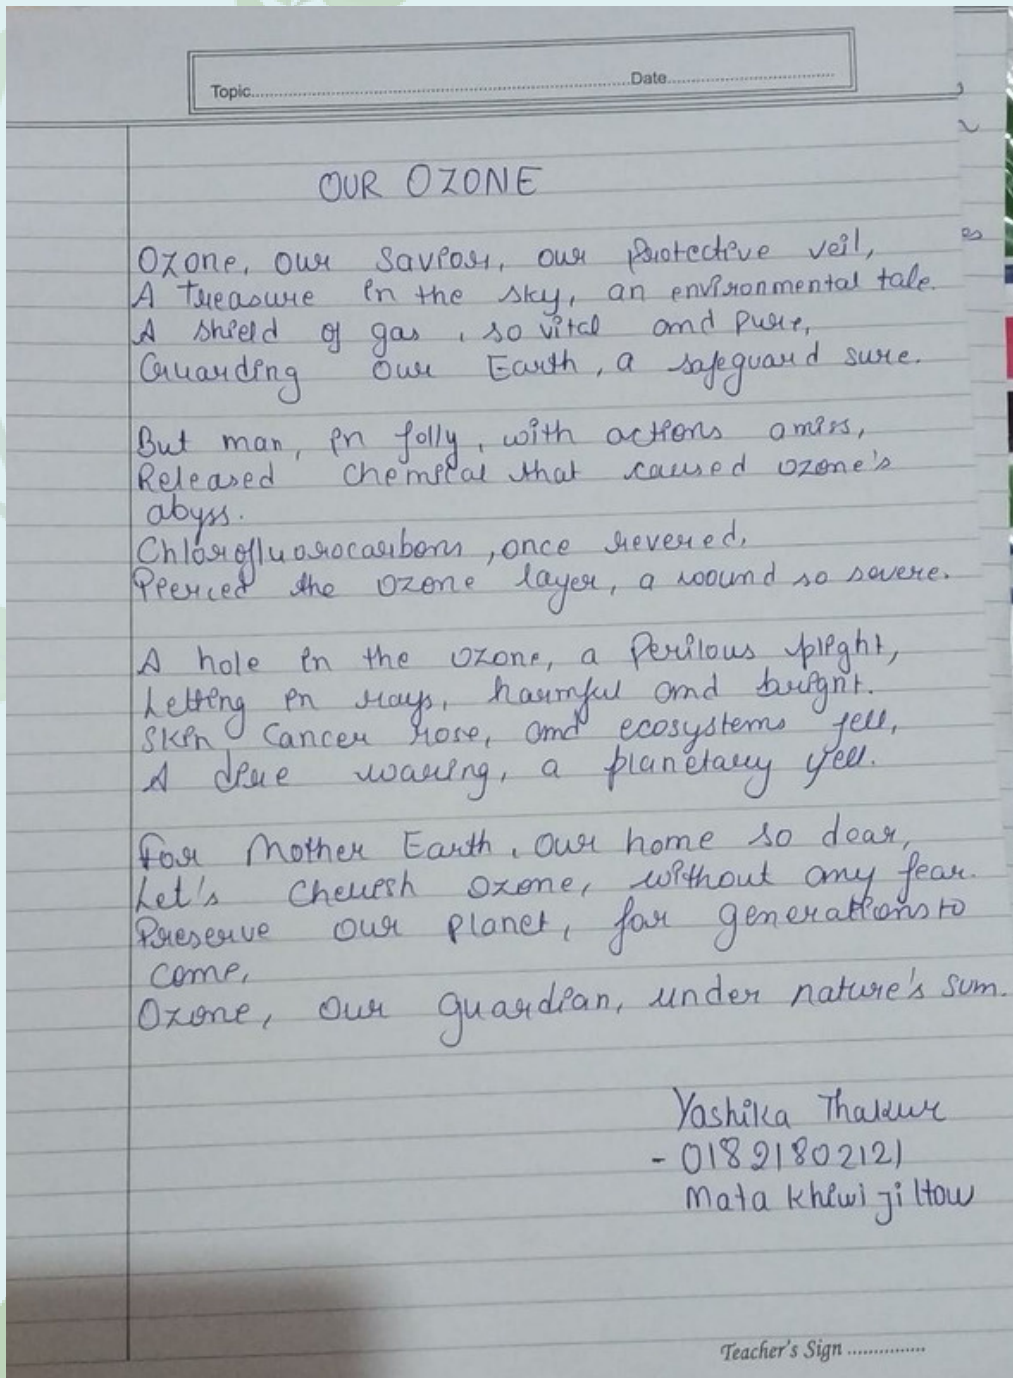 Topic.......................................................Date...............................
OUR OZONE
Ozone, our Savior, our Protective veil,
A treasure in the sky, an environmental tale.
A shield of gas, so vital and pure,
Guarding our Earth, a safeguard sure.
But man, in folly, with actions amiss,
Released chemical that caused ozone's
abyss.
Chlorofluorocarbons, once revered,
Pierced the ozone layer, a wound so severe.
A hole in the ozone, a Perilous plight,
Letting in rays, harmful and bright.
Skin Cancer rose, and ecosystems fell,
A dire waring, a planetary yell.
For Mother Earth, our home so dear,
Let's Cherish ozone, without any fear.
Preserve our planet, for generations to
come,
Ozone, our guardian, under nature's sum.
Yashika Thakur
- 01821802121
Mata Khiwi ji
Teacher's Sign ...............